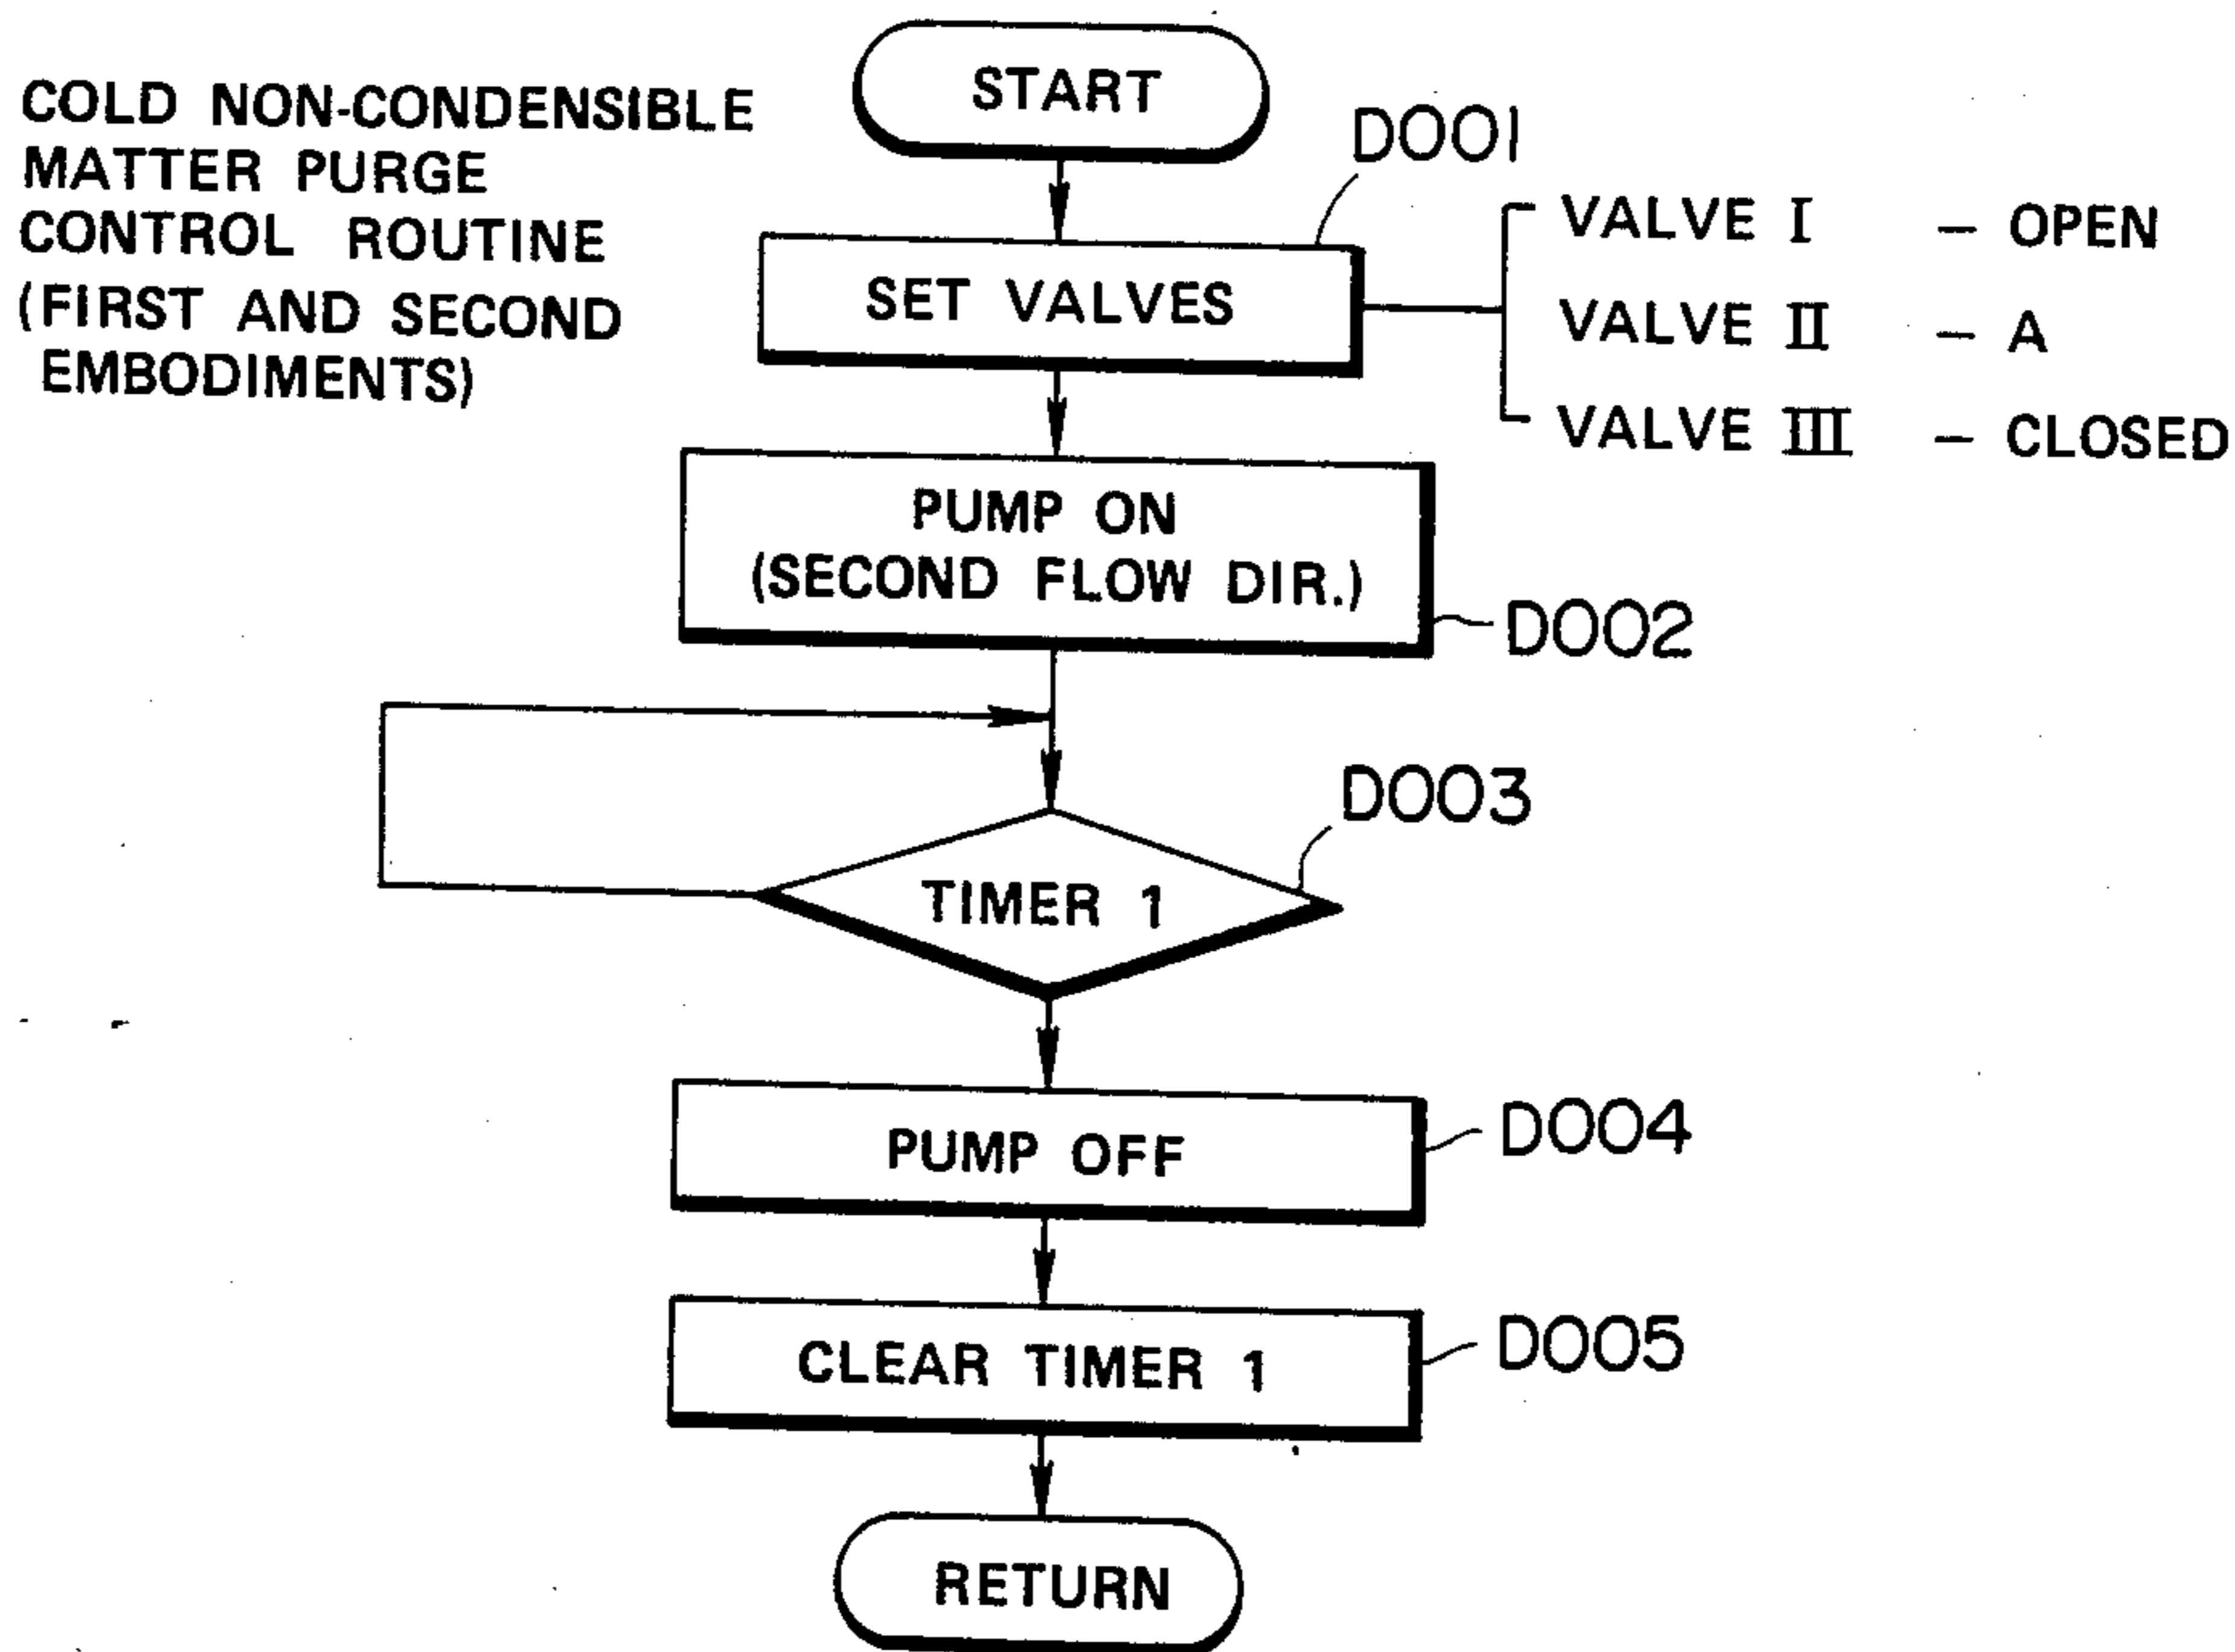 COLD NON-CONDENSIBLE
MATTER PURGE
CONTROL ROUTINE
(FIRST AND SECOND
EMBODIMENTS)
START
D001
SET VALVES
VALVE I – OPEN
VALVE II – A
VALVE III – CLOSED
PUMP ON
(SECOND FLOW DIR.)
D002
D003
TIMER 1
PUMP OFF
D004
CLEAR TIMER 1
D005
RETURN